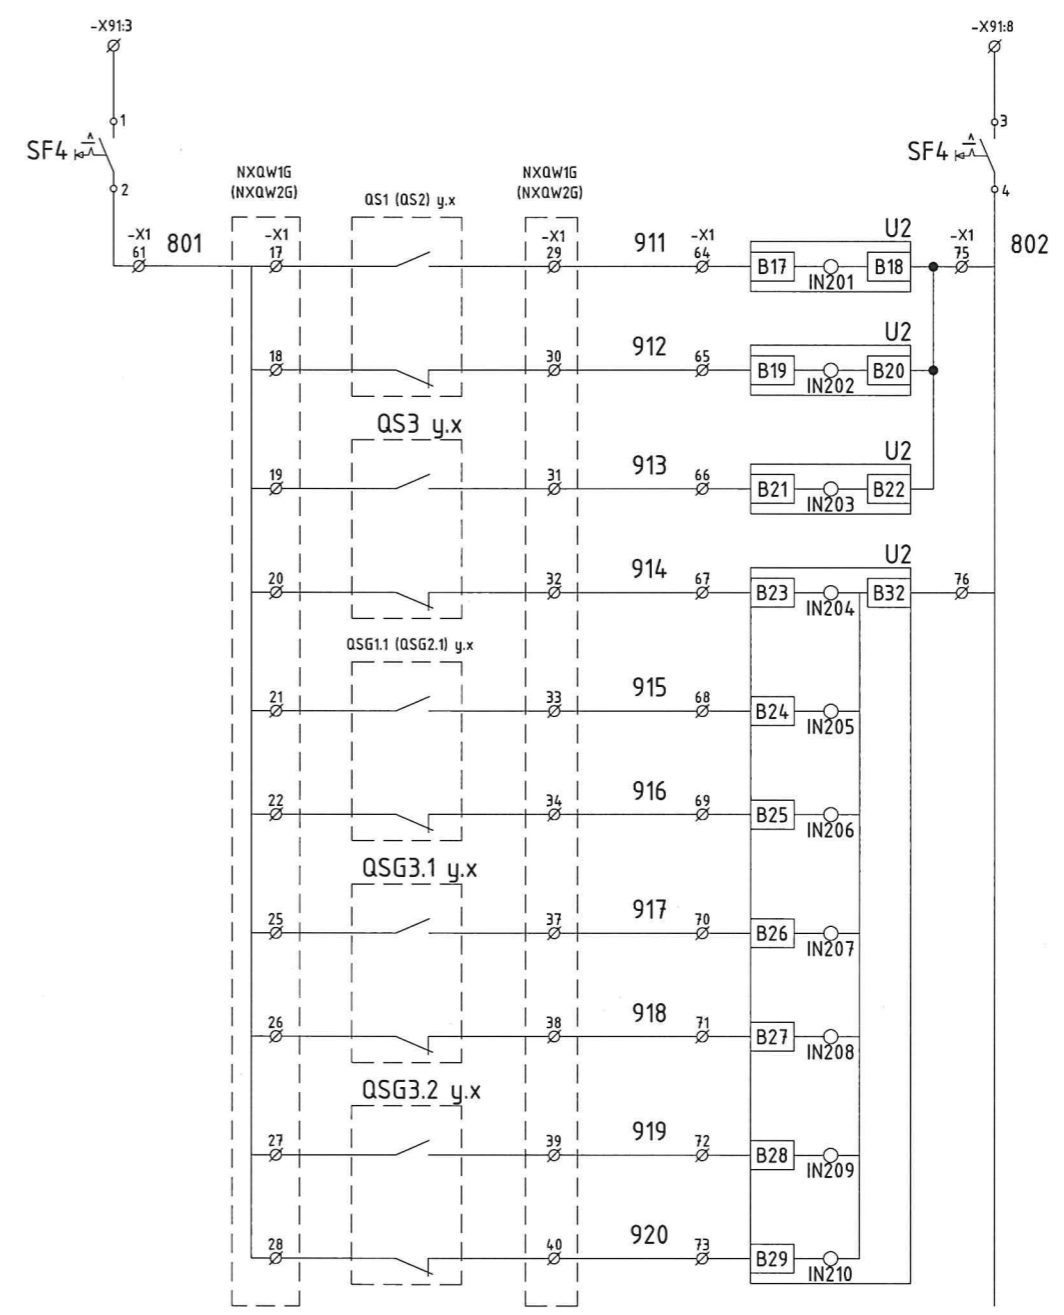 -X91:3 -X91:8
1 3
SF4 SF4
2 4
NXQW1G NXQW1G
(NXQW2G) QS1 (QS2) y.x (NXQW2G)
U2
-X1 801 -X1 -X1 911 -X1 -X1 802
61 17 29 64 B17 B18 75
IN201
U2
18 30 912 65 B19 B20
IN202
QS3 y.x
U2
19 31 913 66 B21 B22
IN203
U2
20 32 914 67 B23 B32 76
IN204
QSG1.1 (QSG2.1) y.x
21 33 915 68 B24
IN205
22 34 916 69 B25
IN206
QSG3.1 y.x
25 37 917 70 B26
IN207
26 38 918 71 B27
IN208
QSG3.2 y.x
27 39 919 72 B28
IN209
28 40 920 73 B29
IN210